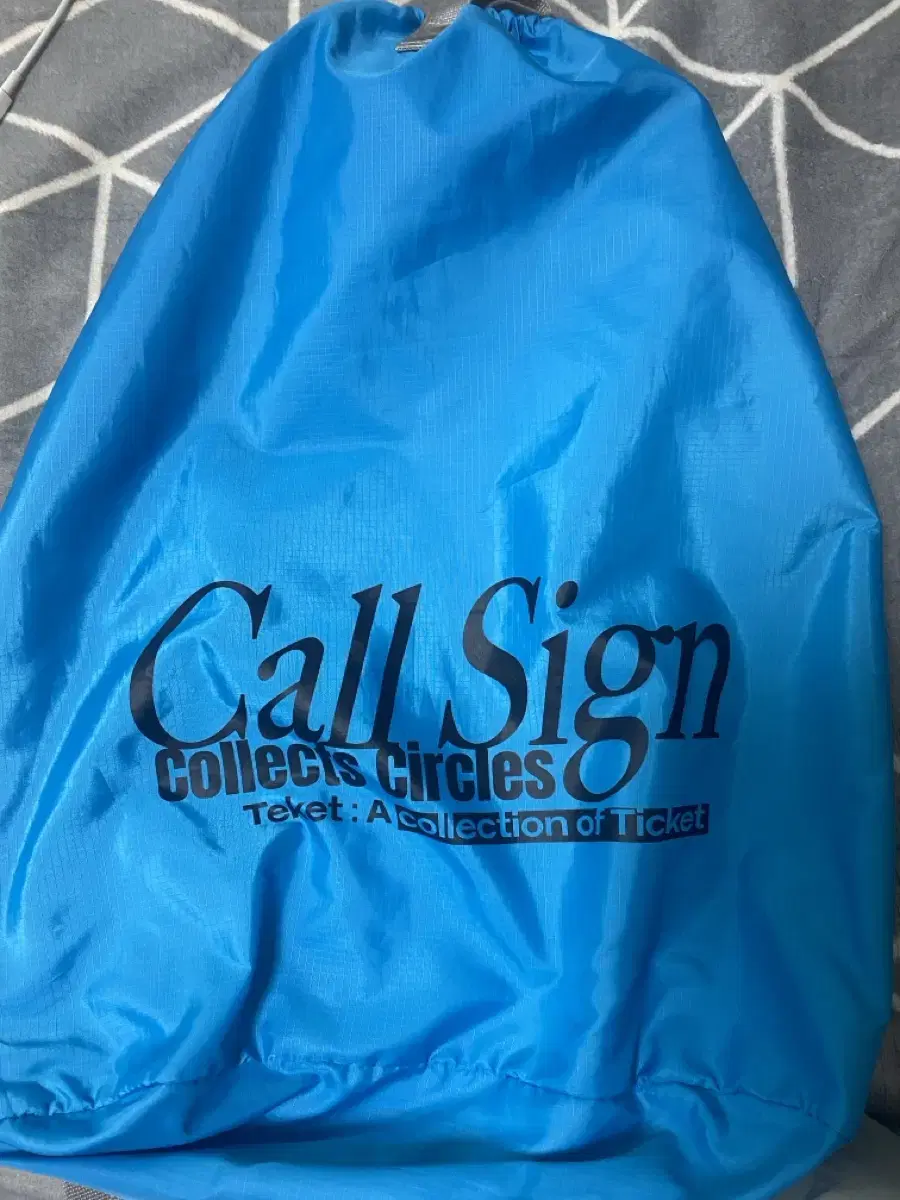 Call Sign
Collects Circles
Teket : A collection of Ticket